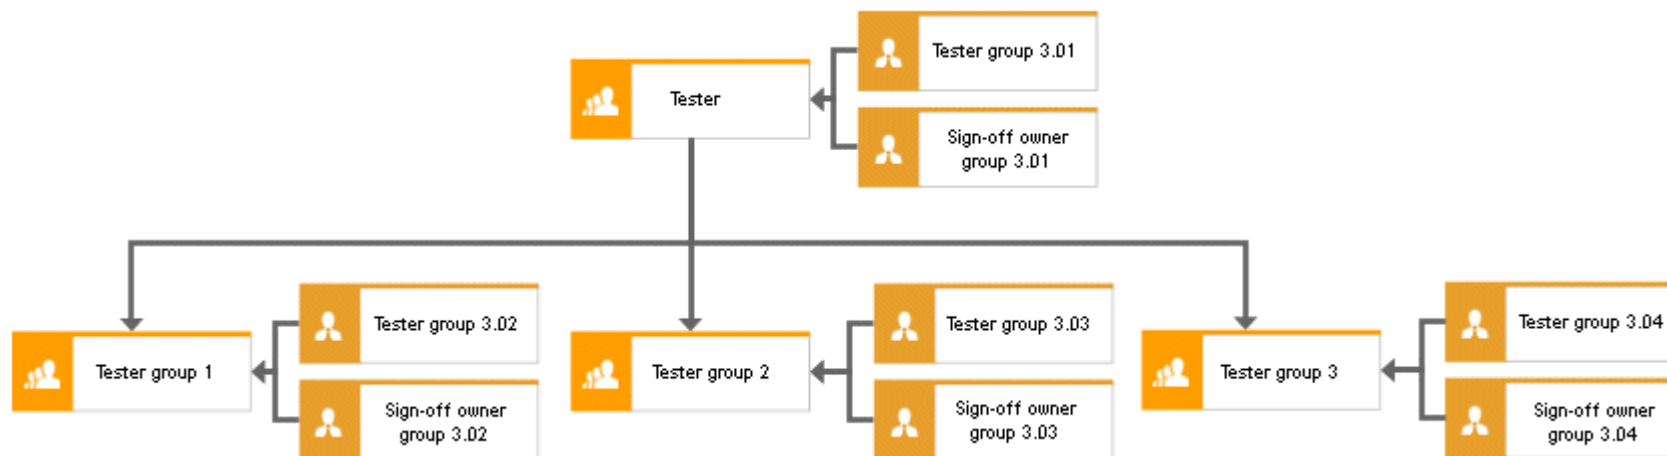 Tester group 3.01
Tester
Sign-off owner
group 3.01
Tester group 3.02
Tester group 3.03
Tester group 3.04
Tester group 1
Tester group 2
Tester group 3
Sign-off owner
group 3.02
Sign-off owner
group 3.03
Sign-off owner
group 3.04